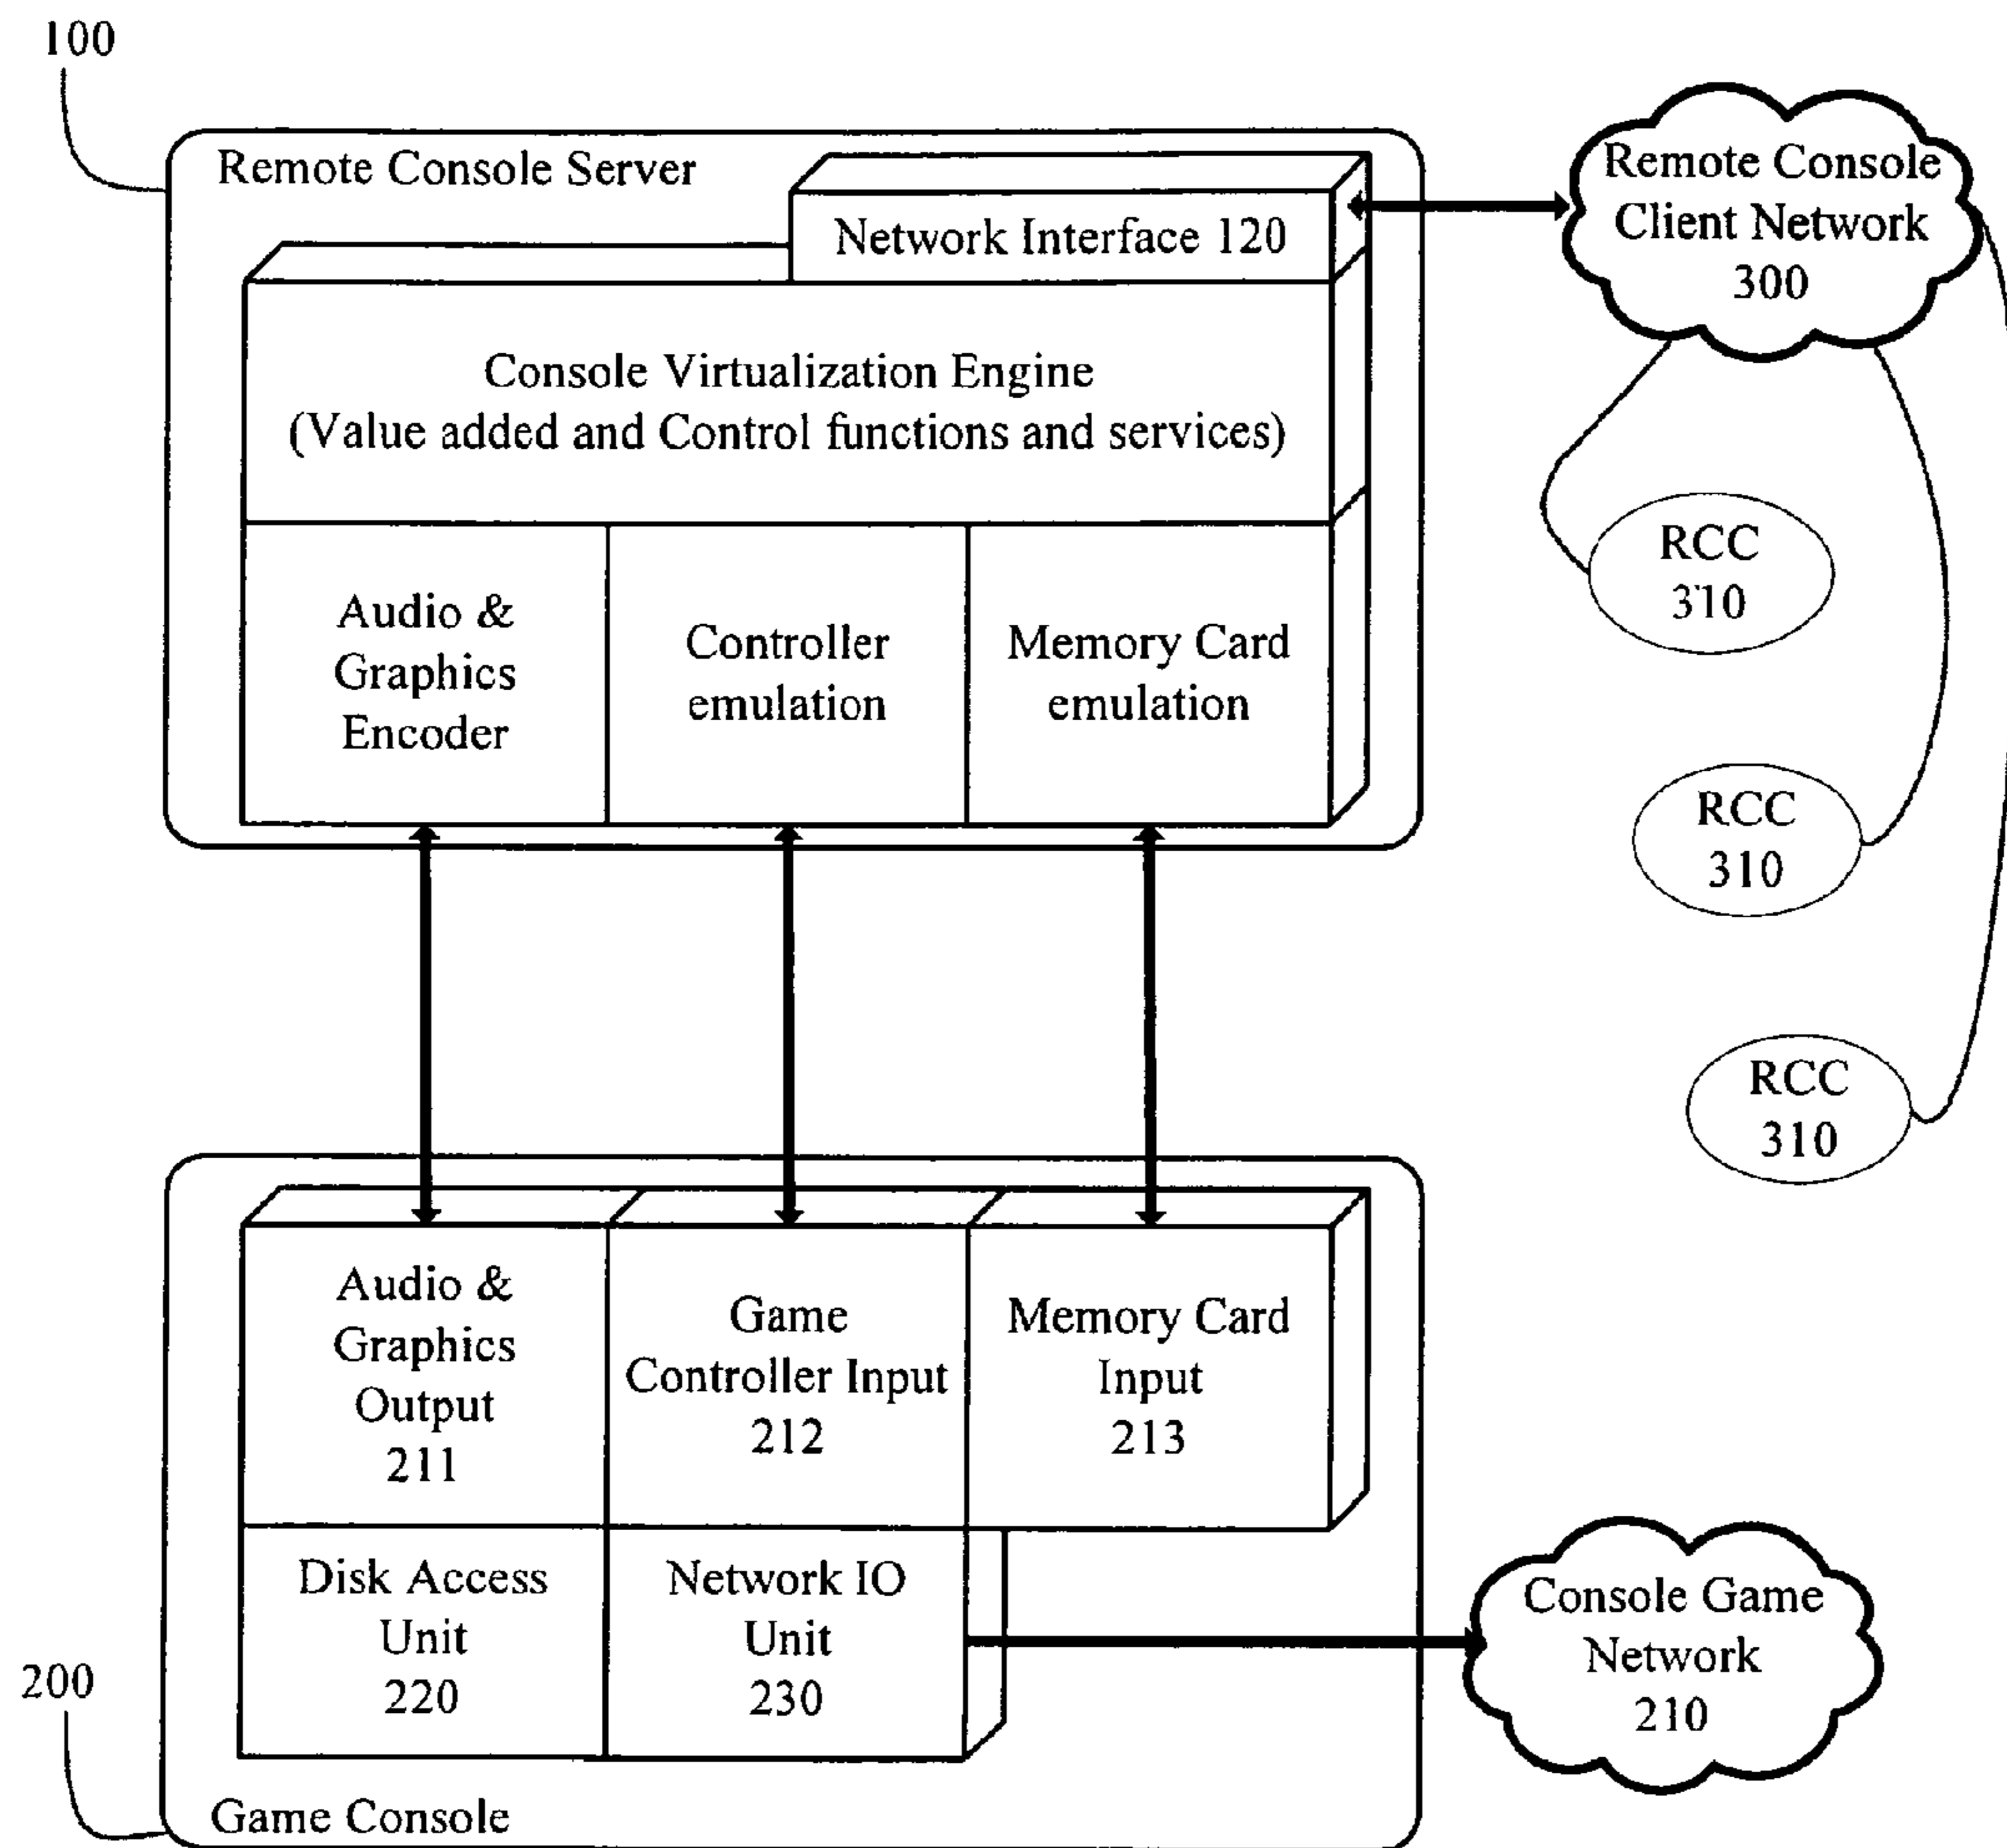 100
Remote Console Server
Network Interface 120
Console Virtualization Engine
(Value added and Control functions and services)
Audio &
Graphics
Encoder
Controller
emulation
Memory Card
emulation
Remote Console
Client Network
300
RCC
310
RCC
310
RCC
310
Audio &
Graphics
Output
211
Game
Controller Input
212
Memory Card
Input
213
Disk Access
Unit
220
Network IO
Unit
230
Console Game
Network
210
200
Game Console